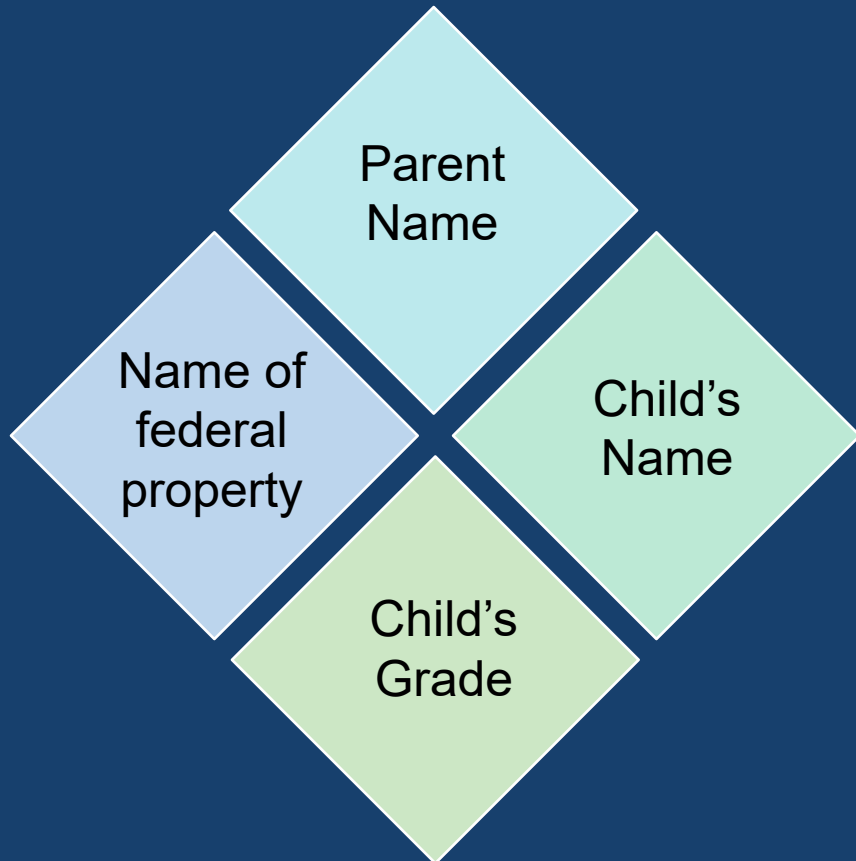 Parent
Name
Name of
federal
property
Child’s
Name
Child’s
Grade